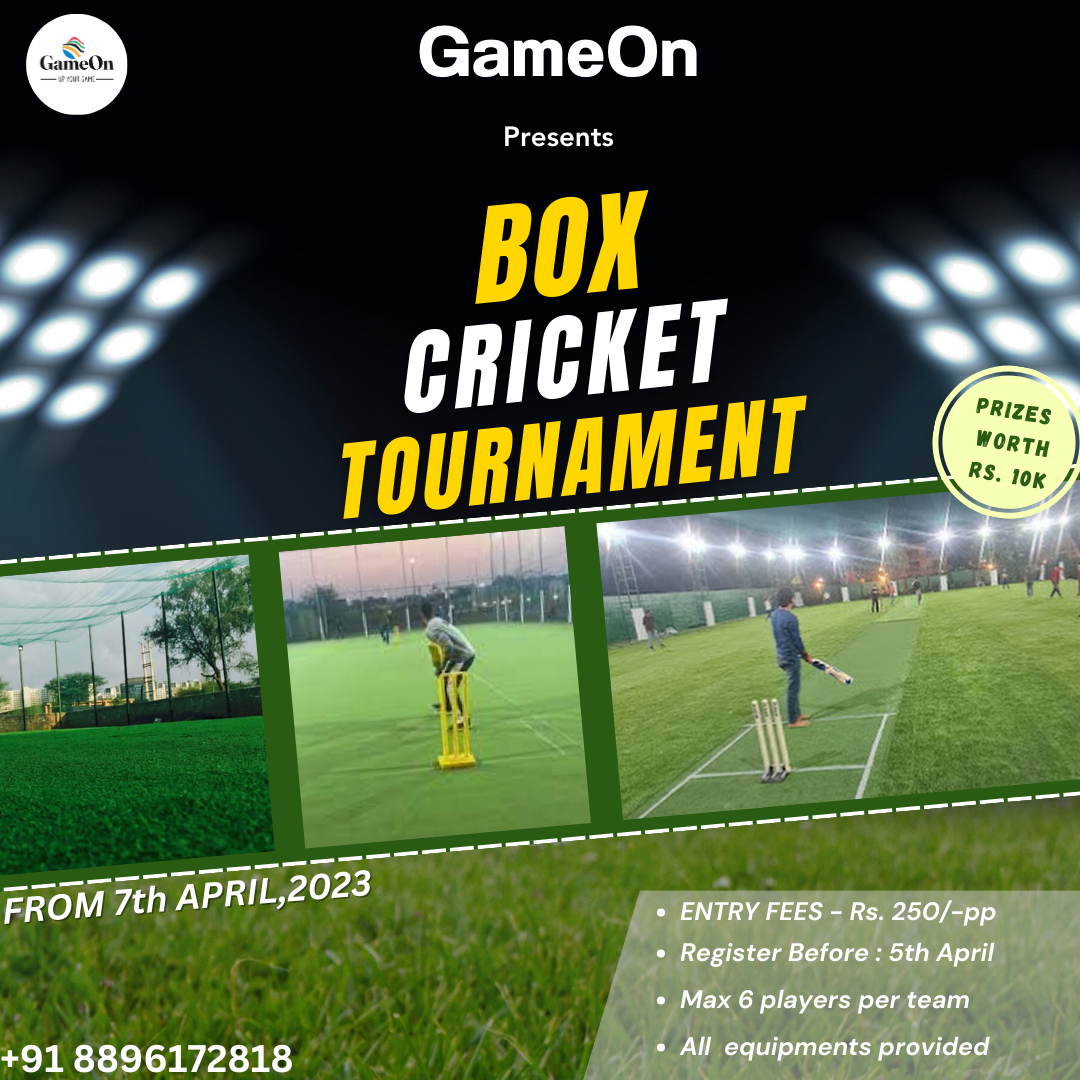 GameOn
UP YOUR GAME
GameOn
Presents
BOX
CRICKET
TOURNAMENT
PRIZES
WORTH
RS. 10K
FROM 7th APRIL,2023
• ENTRY FEES - Rs. 250/-pp
• Register Before : 5th April
• Max 6 players per team
• All equipments provided
+91 8896172818